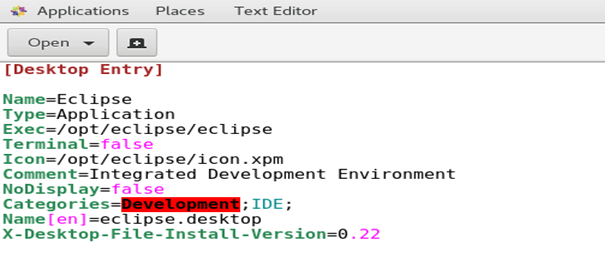 Applications Places Text Editor
Open
[Desktop Entry]
Name=Eclipse
Type=Application
Exec=/opt/eclipse/eclipse
Terminal=false
Icon=/opt/eclipse/icon.xpm
Comment=Integrated Development Environment
NoDisplay=false
Categories=Development;IDE;
Name[en]=eclipse.desktop
X-Desktop-File-Install-Version=0.22